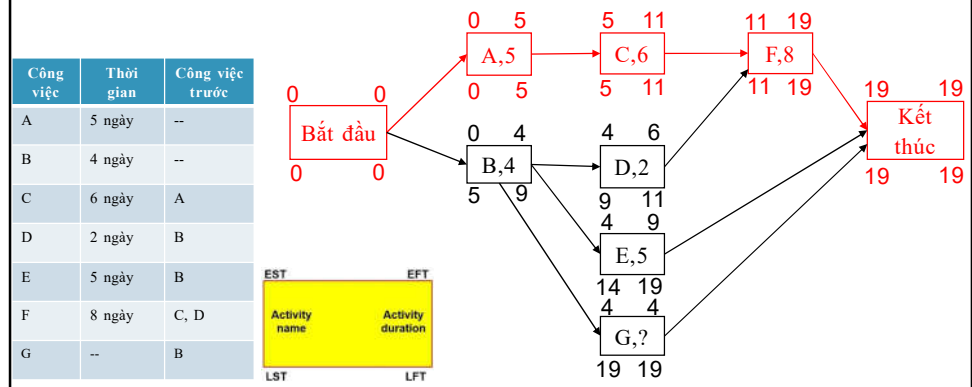 Công việc Thời gian Công việc trước
A 5 ngày --
B 4 ngày --
C 6 ngày A
D 2 ngày B
E 5 ngày B
F 8 ngày C, D
G -- B
EST EFT
Activity name Activity duration
LST LFT
0 0
Bắt đầu
0 0
0 5
A,5
0 5
5 11
C,6
5 11
11 19
F,8
11 19
0 4
B,4
5 9
4 6
D,2
9 11
4 9
E,5
14 19
4 4
G,?
19 19
19 19
Kết
thúc
19 19